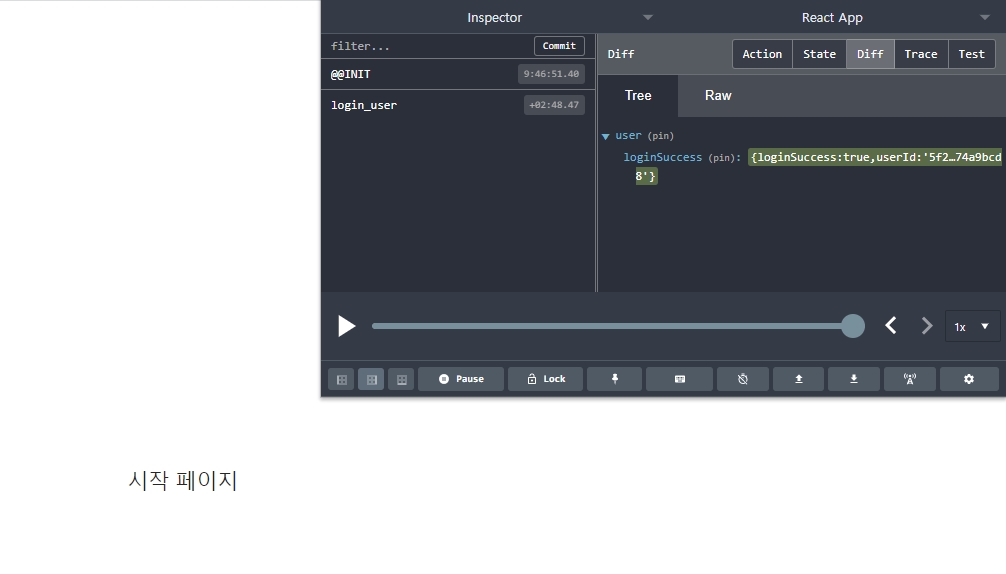 Inspector
React App
filter...
Commit
@@INIT
9:46:51.40
login_user
+02:48.47
Diff
Action
State
Diff
Trace
Test
Tree
Raw
user (pin)
loginSuccess (pin): {loginSuccess:true,userId:'5f2…74a9bcd
8'}
1x
Pause
Lock
시작 페이지